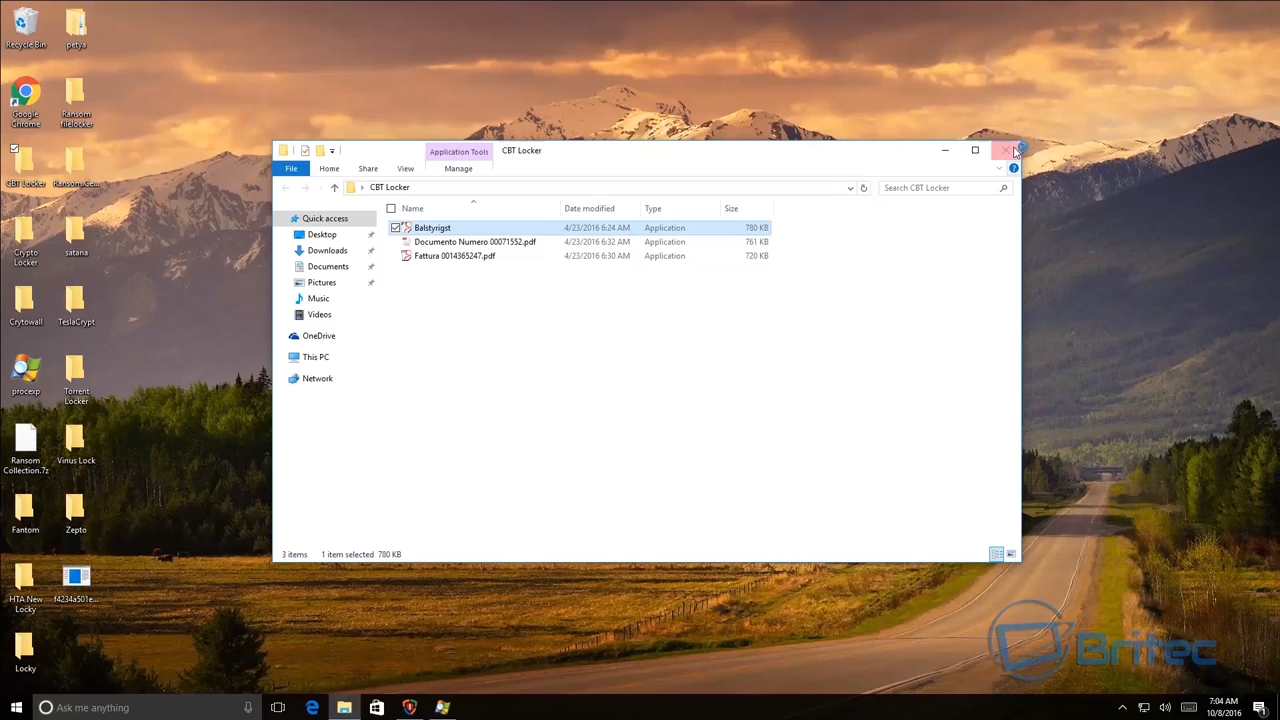 Recycle Bin
petya
Google
Chrome
Ransom
filelocker
CBT Locker
Ransom.Ce...
Crypto
Locker
satana
Crytowall
TeslaCrypt
procexp
Torrent
Locker
Ransom
Collection.7z
Vinus Lock
Fantom
Zepto
HTA New
Locky
f4234a501e...
Locky
Application Tools
CBT Locker
File
Home
Share
View
Manage
CBT Locker
Search CBT Locker
Quick access
Desktop
Downloads
Documents
Pictures
Music
Videos
OneDrive
This PC
Network
Name Date modified Type Size
Balstyrigst 4/23/2016 6:24 AM Application 780 KB
Documento Numero 00071552.pdf 4/23/2016 6:32 AM Application 761 KB
Fattura 0014365247.pdf 4/23/2016 6:30 AM Application 720 KB
3 items 1 item selected 780 KB
Britec
Ask me anything
7:04 AM
10/8/2016